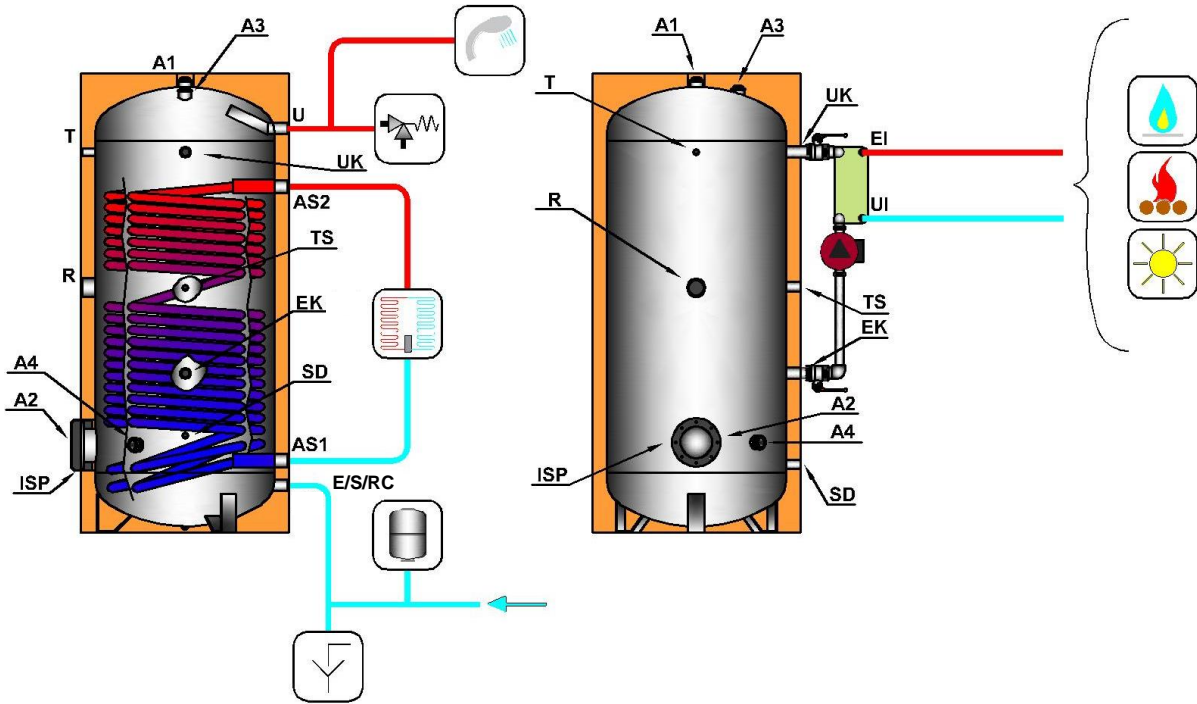 A3
A1
U
T
UK
AS2
TS
R
EK
A4
SD
A2
AS1
ISP
E/S/RC
A1
A3
T
UK
EI
R
UI
TS
EK
A2
A4
ISP
SD